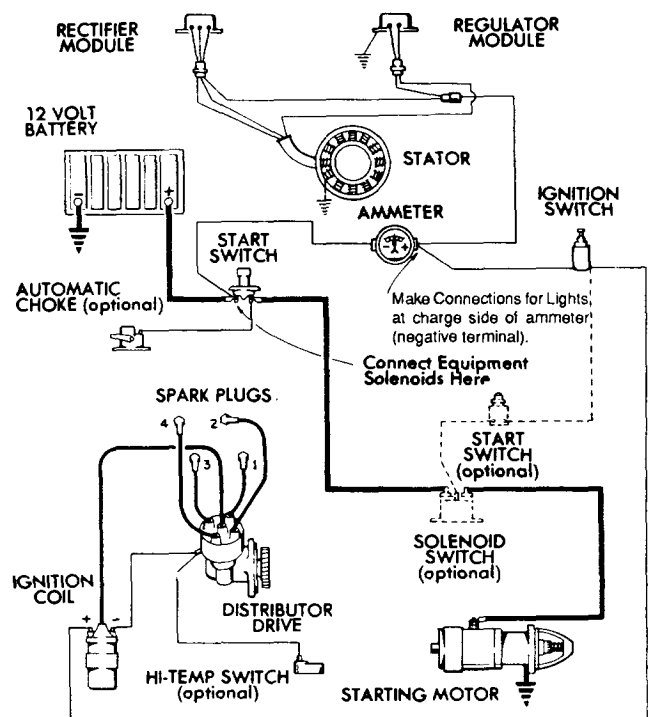 RECTIFIER
MODULE
REGULATOR
MODULE
12 VOLT
BATTERY
- +
STATOR
IGNITION
SWITCH
AMMETER
- +
START
SWITCH
AUTOMATIC
CHOKE (optional)
Make Connections for Lights
at charge side of ammeter
(negative terminal).
Connect Equipment
Solenoids Here
SPARK PLUGS
4 2
3 1
START
SWITCH
(optional)
SOLENOID
SWITCH
(optional)
IGNITION
COIL
+ -
DISTRIBUTOR
DRIVE
HI-TEMP SWITCH
(optional)
STARTING MOTOR